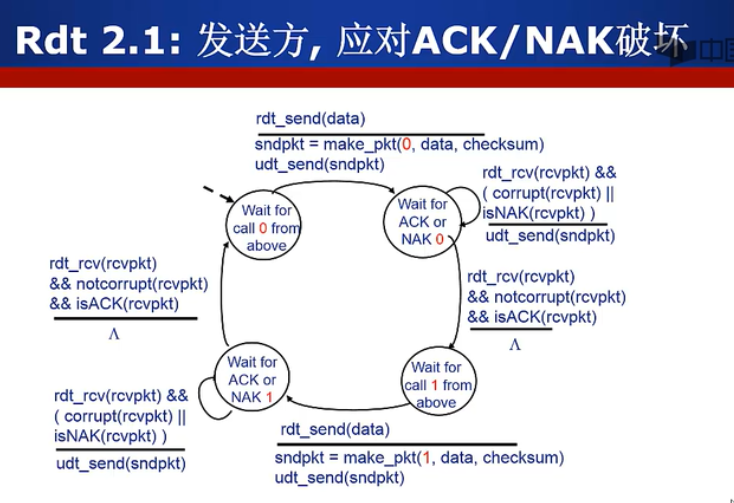 Rdt 2.1: 发送方, 应对ACK/NAK破坏
中国
rdt_send(data)
sndpkt = make_pkt(0, data, checksum)
udt_send(sndpkt)
rdt_rcv(rcvpkt) &&
( corrupt(rcvpkt) ||
isNAK(rcvpkt) )
udt_send(sndpkt)
Wait for
call 0 from
above
Wait for
ACK or
NAK 0
rdt_rcv(rcvpkt)
&& notcorrupt(rcvpkt)
&& isACK(rcvpkt)
Λ
rdt_rcv(rcvpkt)
&& notcorrupt(rcvpkt)
&& isACK(rcvpkt)
Λ
Wait for
ACK or
NAK 1
Wait for
call 1 from
above
rdt_rcv(rcvpkt) &&
( corrupt(rcvpkt) ||
isNAK(rcvpkt) )
udt_send(sndpkt)
rdt_send(data)
sndpkt = make_pkt(1, data, checksum)
udt_send(sndpkt)